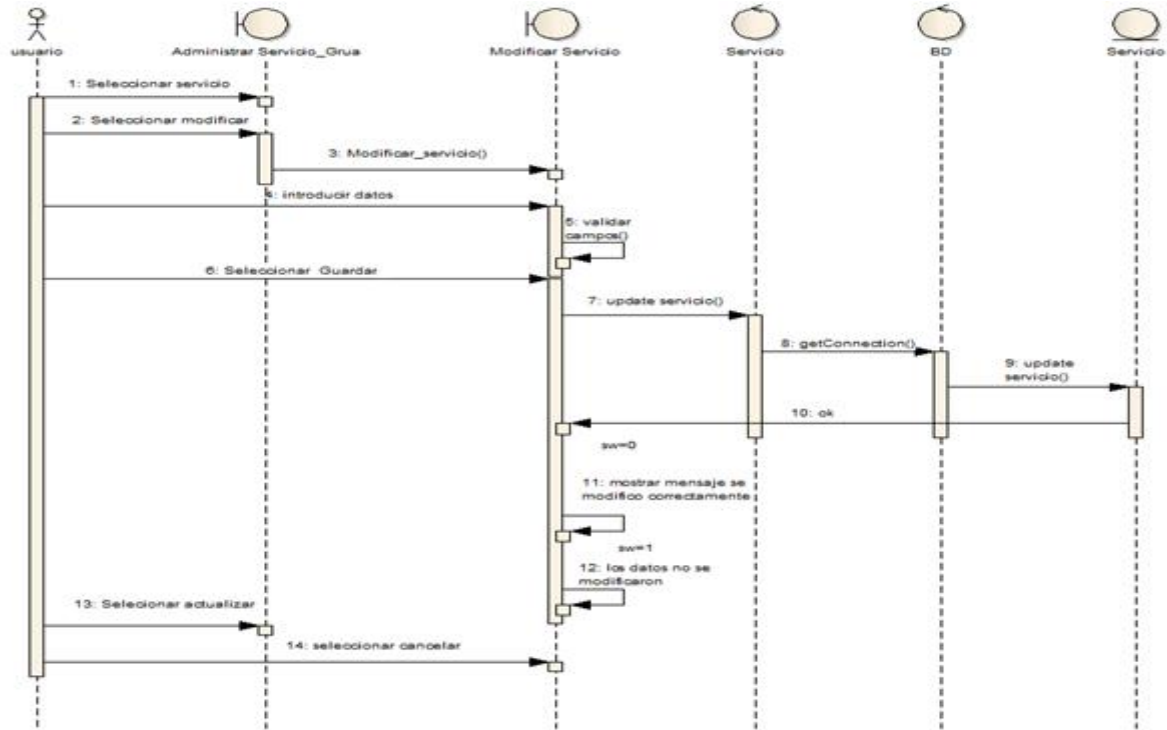 usuario
Administrar Servicio_Grua
Modificar Servicio
Servicio
BD
Servicio
1: Seleccionar servicio
2: Seleccionar modificar
3: Modificar_servicio()
4: introducir datos
5: validar
campos()
6: Seleccionar Guardar
7: update servicio()
8: getConnection()
9: update
servicio()
10: ok
sw=0
11: mostrar mensaje se
modifico correctamente
sw=1
12: los datos no se
modificaron
13: Selecionar actualizar
14: seleccionar cancelar